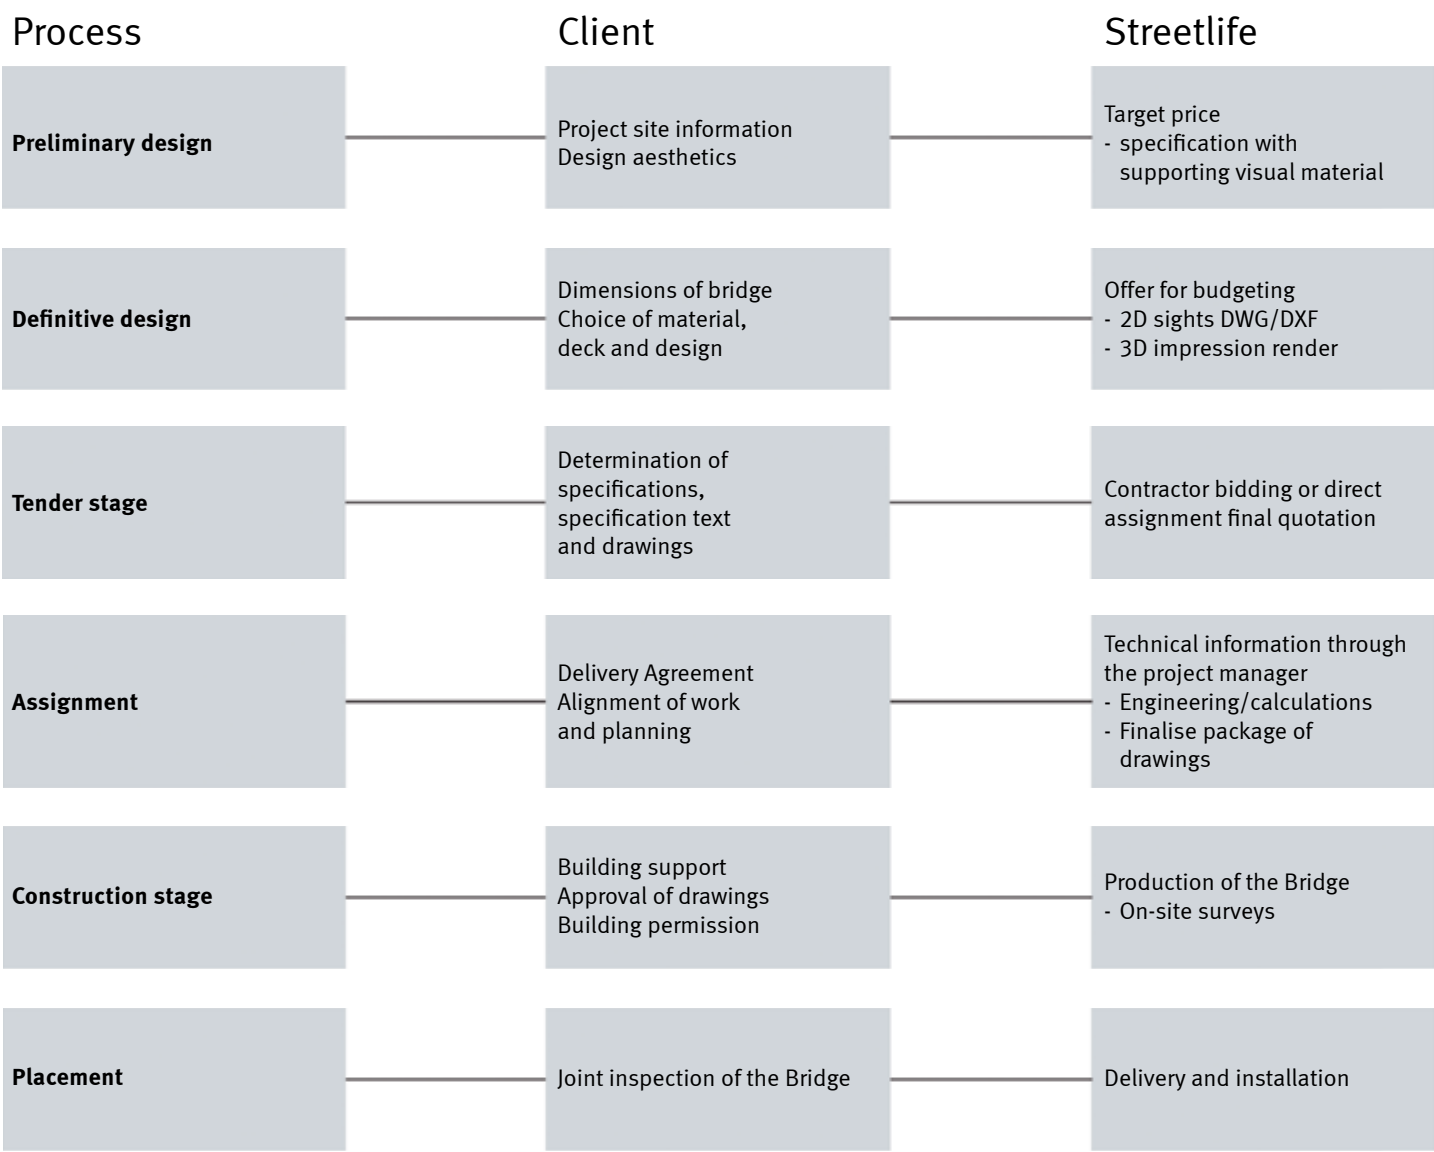 Process
Client
Streetlife
Preliminary design
Project site information
Design aesthetics
Target price
- specification with
supporting visual material
Definitive design
Dimensions of bridge
Choice of material,
deck and design
Offer for budgeting
- 2D sights DWG/DXF
- 3D impression render
Tender stage
Determination of
specifications,
specification text
and drawings
Contractor bidding or direct
assignment final quotation
Assignment
Delivery Agreement
Alignment of work
and planning
Technical information through
the project manager
- Engineering/calculations
- Finalise package of
drawings
Construction stage
Building support
Approval of drawings
Building permission
Production of the Bridge
- On-site surveys
Placement
Joint inspection of the Bridge
Delivery and installation